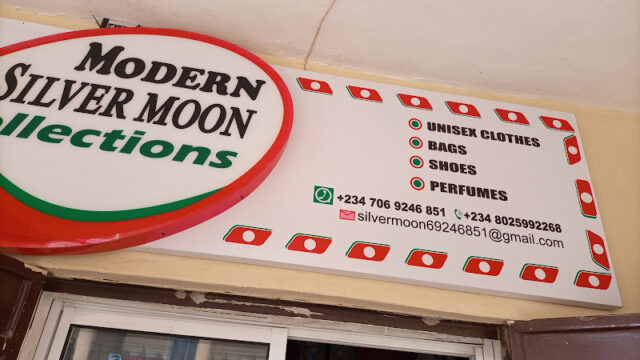 MODERN
SILVER MOON
ollections
UNISEX CLOTHES
BAGS
SHOES
PERFUMES
+234 706 9246 851 +234 8025992268
silvermoon69246851@gmail.com